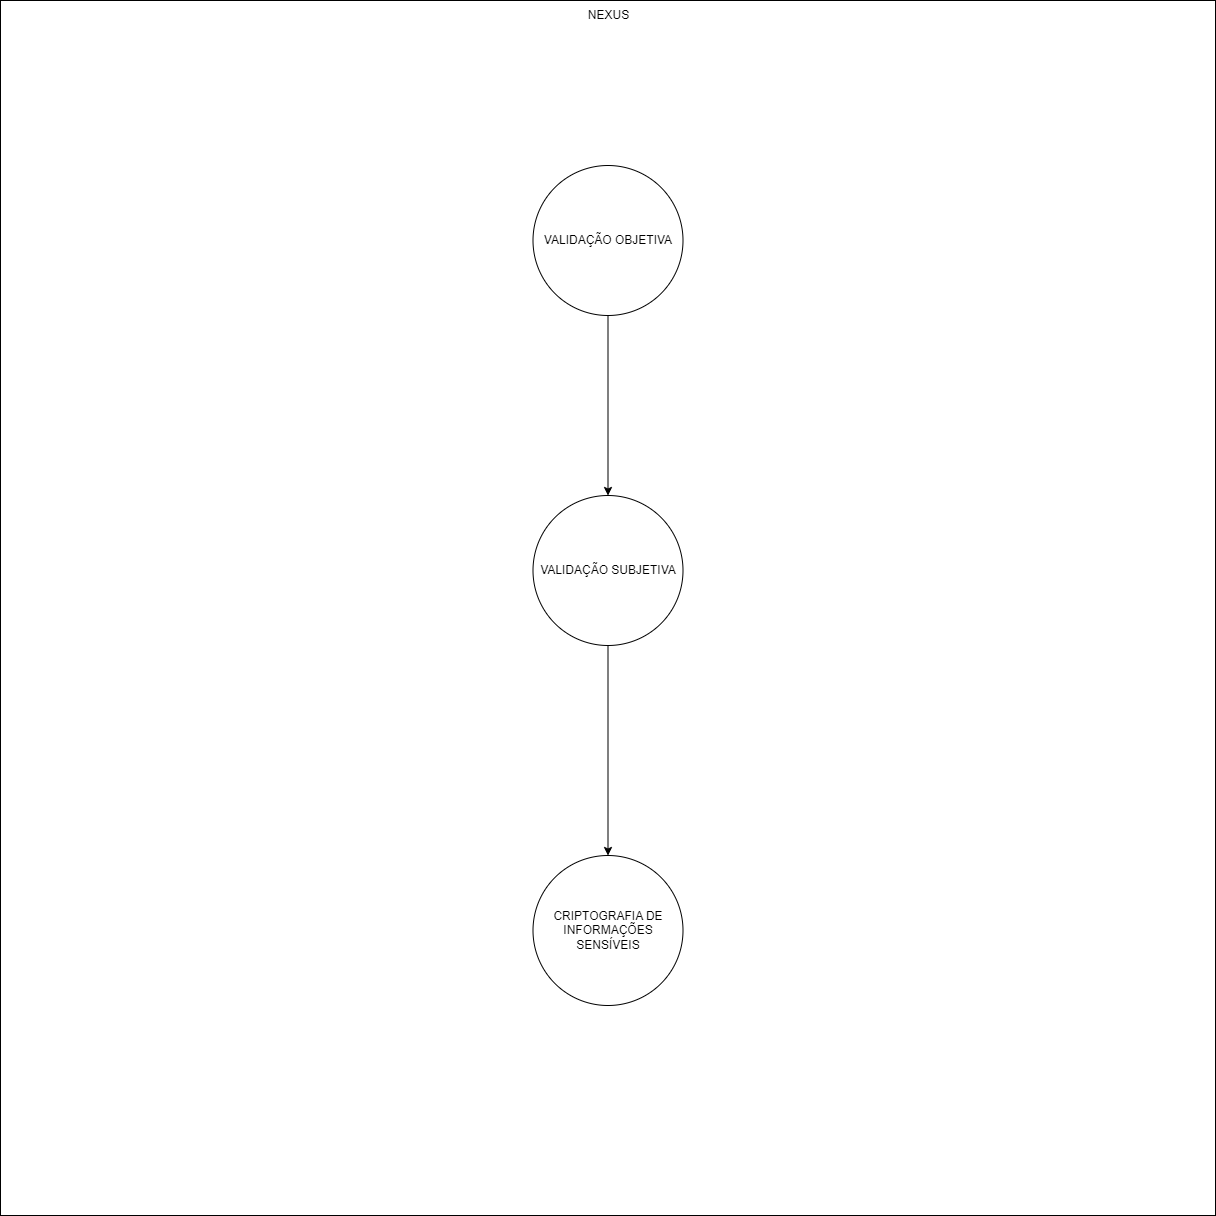 NEXUS
VALIDAÇÃO OBJETIVA
VALIDAÇÃO SUBJETIVA
CRIPTOGRAFIA DE
INFORMAÇÕES
SENSÍVEIS